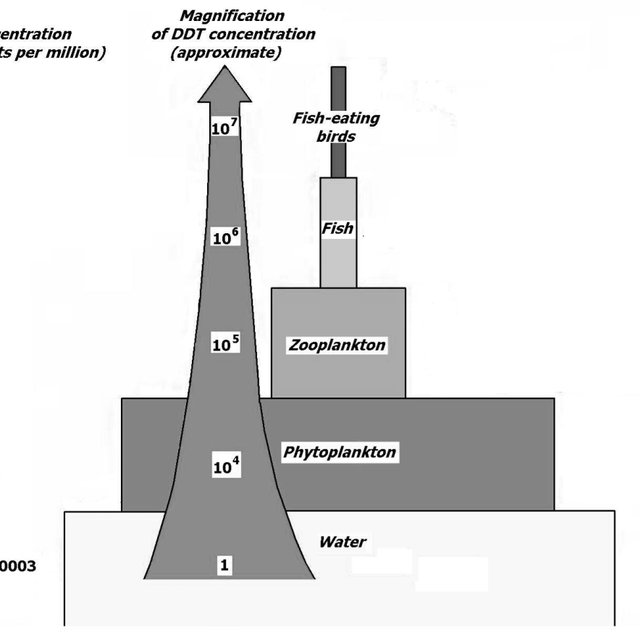 centration
ts per million)
Magnification
of DDT concentration
(approximate)
10⁷
Fish-eating
birds
10⁶
Fish
10⁵
Zooplankton
10⁴
Phytoplankton
Water
0003
1